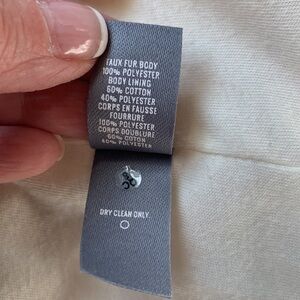 FAUX FUR BODY
100% POLYESTER
BODY LINING
60% COTTON
40% POLYESTER
CORPS EN FAUSSE
FOURRURE
100% POLYESTER
CORPS DOUBLURE
60% COTON
40% POLYESTER
DRY CLEAN ONLY